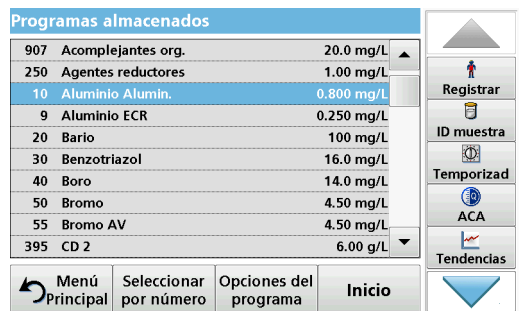 Programas almacenados
907 Acomplejantes org. 20.0 mg/L
250 Agentes reductores 1.00 mg/L
10 Aluminio Alumin. 0.800 mg/L
9 Aluminio ECR 0.250 mg/L
20 Bario 100 mg/L
30 Benzotriazol 16.0 mg/L
40 Boro 14.0 mg/L
50 Bromo 4.50 mg/L
55 Bromo AV 4.50 mg/L
395 CD 2 6.00 g/L
Menú
Principal
Seleccionar
por número
Opciones del
programa
Inicio
Registrar
ID muestra
Temporizad
ACA
Tendencias